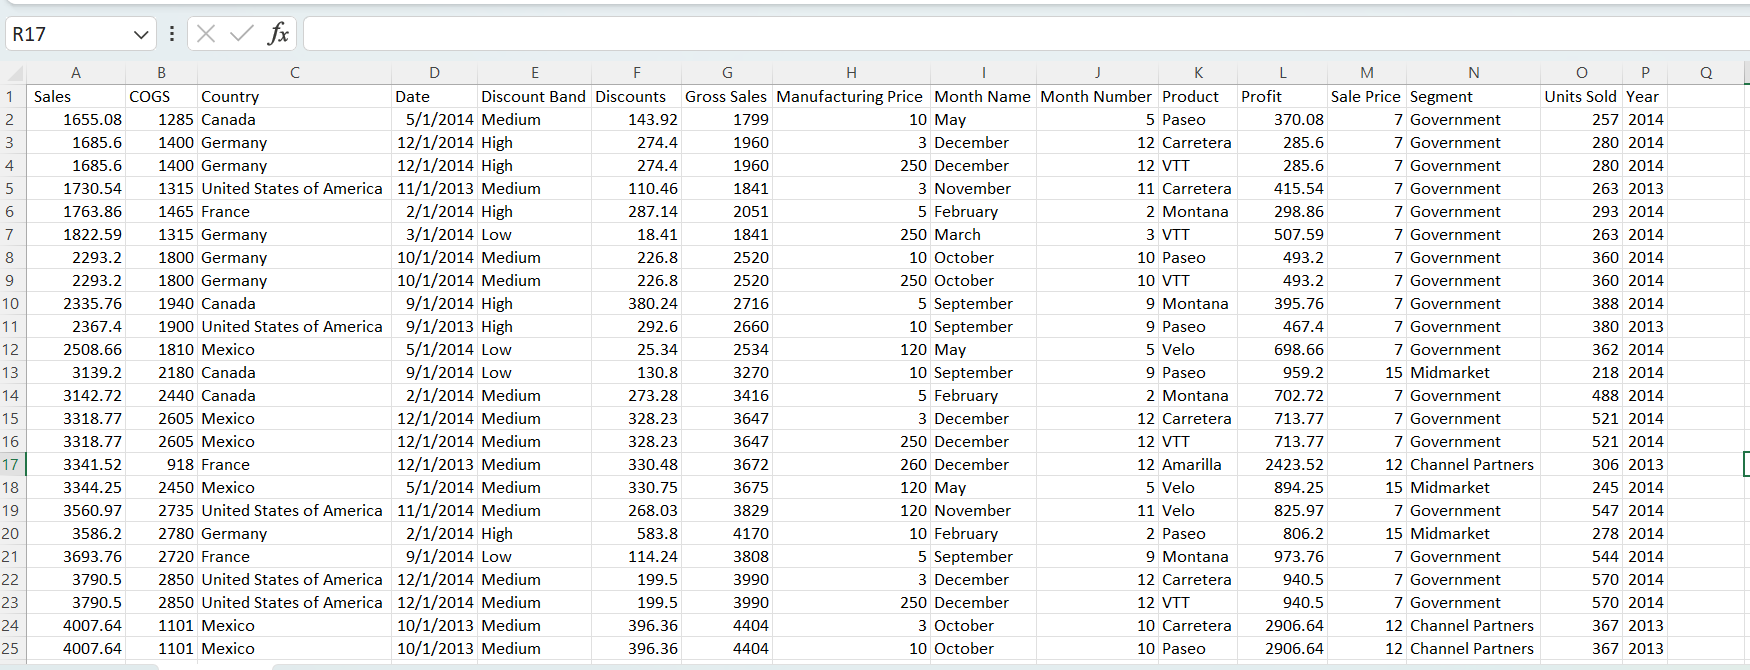 R17 fx
A B C D E F G H I J K L M N O P Q
1 Sales COGS Country Date Discount Band Discounts Gross Sales Manufacturing Price Month Name Month Number Product Profit Sale Price Segment Units Sold Year
2 1655.08 1285 Canada 5/1/2014 Medium 143.92 1799 10 May 5 Paseo 370.08 7 Government 257 2014
3 1685.6 1400 Germany 12/1/2014 High 274.4 1960 3 December 12 Carretera 285.6 7 Government 280 2014
4 1685.6 1400 Germany 12/1/2014 High 274.4 1960 250 December 12 VTT 285.6 7 Government 280 2014
5 1730.54 1315 United States of America 11/1/2013 Medium 110.46 1841 3 November 11 Carretera 415.54 7 Government 263 2013
6 1763.86 1465 France 2/1/2014 High 287.14 2051 5 February 2 Montana 298.86 7 Government 293 2014
7 1822.59 1315 Germany 3/1/2014 Low 18.41 1841 250 March 3 VTT 507.59 7 Government 263 2014
8 2293.2 1800 Germany 10/1/2014 Medium 226.8 2520 10 October 10 Paseo 493.2 7 Government 360 2014
9 2293.2 1800 Germany 10/1/2014 Medium 226.8 2520 250 October 10 VTT 493.2 7 Government 360 2014
10 2335.76 1940 Canada 9/1/2014 High 380.24 2716 5 September 9 Montana 395.76 7 Government 388 2014
11 2367.4 1900 United States of America 9/1/2013 High 292.6 2660 10 September 9 Paseo 467.4 7 Government 380 2013
12 2508.66 1810 Mexico 5/1/2014 Low 25.34 2534 120 May 5 Velo 698.66 7 Government 362 2014
13 3139.2 2180 Canada 9/1/2014 Low 130.8 3270 10 September 9 Paseo 959.2 15 Midmarket 218 2014
14 3142.72 2440 Canada 2/1/2014 Medium 273.28 3416 5 February 2 Montana 702.72 7 Government 488 2014
15 3318.77 2605 Mexico 12/1/2014 Medium 328.23 3647 3 December 12 Carretera 713.77 7 Government 521 2014
16 3318.77 2605 Mexico 12/1/2014 Medium 328.23 3647 250 December 12 VTT 713.77 7 Government 521 2014
17 3341.52 918 France 12/1/2013 Medium 330.48 3672 260 December 12 Amarilla 2423.52 12 Channel Partners 306 2013
18 3344.25 2450 Mexico 5/1/2014 Medium 330.75 3675 120 May 5 Velo 894.25 15 Midmarket 245 2014
19 3560.97 2735 United States of America 11/1/2014 Medium 268.03 3829 120 November 11 Velo 825.97 7 Government 547 2014
20 3586.2 2780 Germany 2/1/2014 High 583.8 4170 10 February 2 Paseo 806.2 15 Midmarket 278 2014
21 3693.76 2720 France 9/1/2014 Low 114.24 3808 5 September 9 Montana 973.76 7 Government 544 2014
22 3790.5 2850 United States of America 12/1/2014 Medium 199.5 3990 3 December 12 Carretera 940.5 7 Government 570 2014
23 3790.5 2850 United States of America 12/1/2014 Medium 199.5 3990 250 December 12 VTT 940.5 7 Government 570 2014
24 4007.64 1101 Mexico 10/1/2013 Medium 396.36 4404 3 October 10 Carretera 2906.64 12 Channel Partners 367 2013
25 4007.64 1101 Mexico 10/1/2013 Medium 396.36 4404 10 October 10 Paseo 2906.64 12 Channel Partners 367 2013